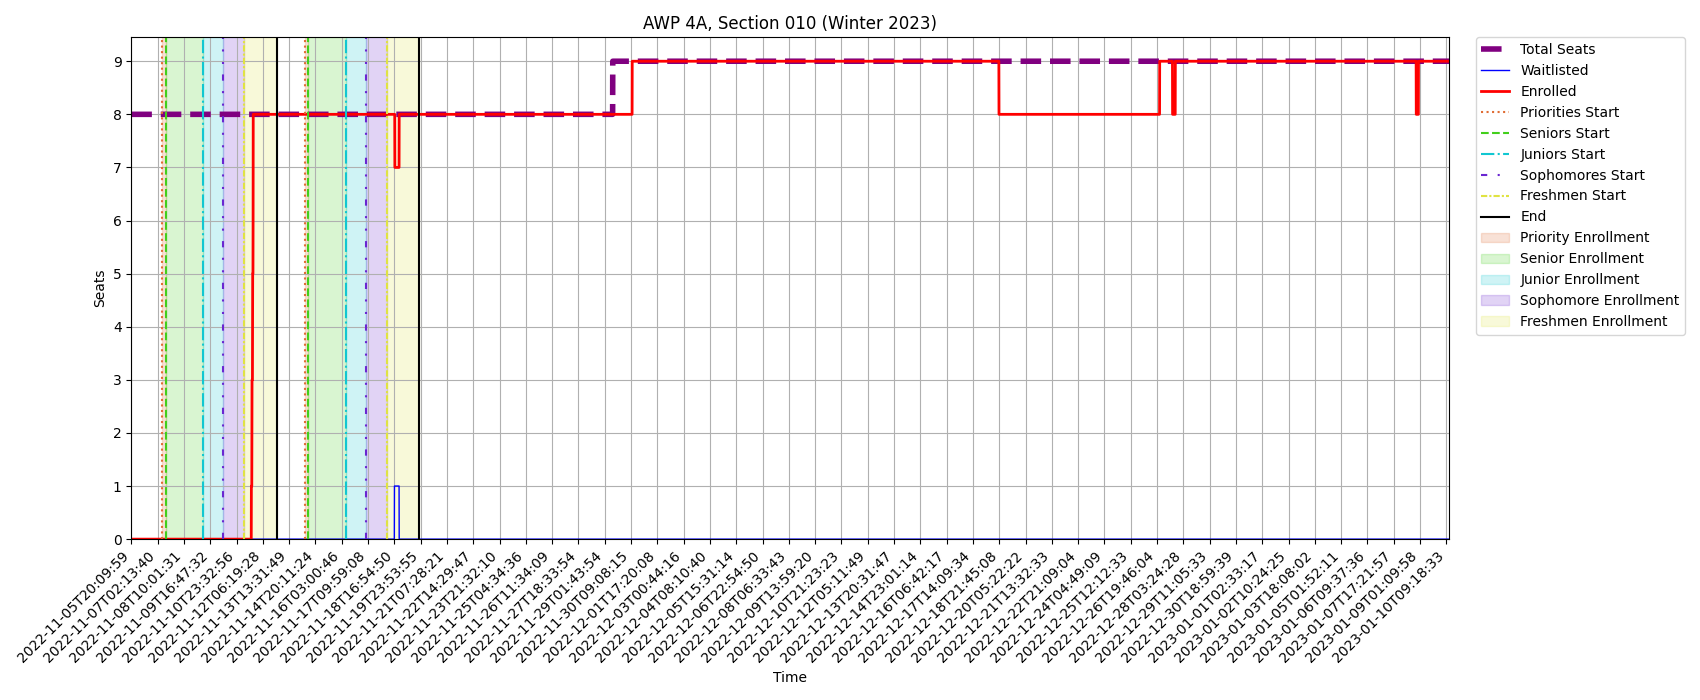 AWP 4A, Section 010 (Winter 2023)
Seats
9
8
7
6
5
4
3
2
1
0
2022-11-05T20:09:59
2022-11-07T02:13:40
2022-11-08T10:01:31
2022-11-09T16:47:32
2022-11-10T23:32:56
2022-11-12T06:19:28
2022-11-13T13:31:49
2022-11-14T20:11:24
2022-11-16T03:00:46
2022-11-17T09:59:08
2022-11-18T16:54:50
2022-11-19T23:53:55
2022-11-21T07:28:21
2022-11-22T14:29:47
2022-11-23T21:32:10
2022-11-25T04:34:36
2022-11-26T11:34:09
2022-11-27T18:33:54
2022-11-29T01:43:54
2022-11-30T09:08:15
2022-12-01T17:20:08
2022-12-03T00:44:16
2022-12-04T08:10:40
2022-12-05T15:31:14
2022-12-06T22:54:50
2022-12-08T06:33:43
2022-12-09T13:59:20
2022-12-10T21:23:23
2022-12-12T05:11:49
2022-12-13T20:31:47
2022-12-14T23:01:14
2022-12-16T06:42:17
2022-12-17T14:09:34
2022-12-18T21:45:08
2022-12-20T05:22:22
2022-12-21T13:32:33
2022-12-22T21:09:04
2022-12-24T04:49:09
2022-12-25T12:12:33
2022-12-26T19:46:04
2022-12-28T03:24:28
2022-12-29T11:05:33
2022-12-30T18:59:39
2023-01-01T02:33:17
2023-01-02T10:24:25
2023-01-03T18:08:02
2023-01-05T01:52:11
2023-01-06T09:37:36
2023-01-07T17:21:57
2023-01-09T01:09:58
2023-01-10T09:18:33
Time
Total Seats
Waitlisted
Enrolled
Priorities Start
Seniors Start
Juniors Start
Sophomores Start
Freshmen Start
End
Priority Enrollment
Senior Enrollment
Junior Enrollment
Sophomore Enrollment
Freshmen Enrollment